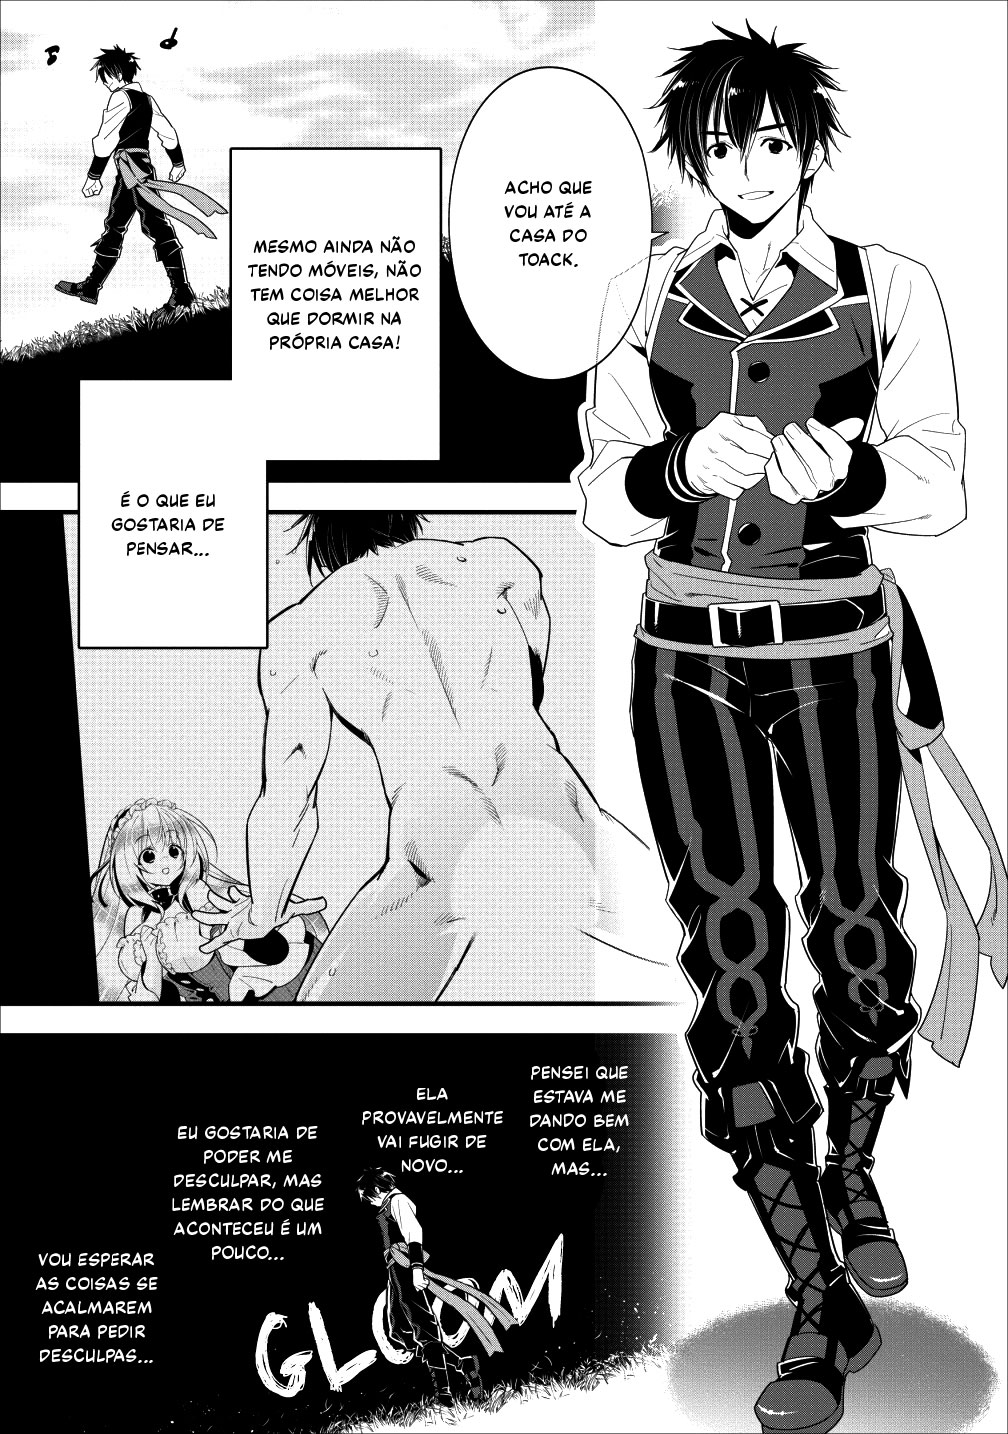 ACHO QUE
VOU ATÉ A
CASA DO
TOACK.
MESMO AINDA NÃO
TENDO MÓVEIS, NÃO
TEM COISA MELHOR
QUE DORMIR NA
PRÓPRIA CASA!
É O QUE EU
GOSTARIA DE
PENSAR...
PENSEI QUE
ESTAVA ME
DANDO BEM
COM ELA,
MAS...
ELA
PROVAVELMENTE
VAI FUGIR DE
NOVO...
EU GOSTARIA DE
PODER ME
DESCULPAR, MAS
LEMBRAR DO QUE
ACONTECEU É UM
POUCO...
VOU ESPERAR
AS COISAS SE
ACALMAREM
PARA PEDIR
DESCULPAS...
GLOOM